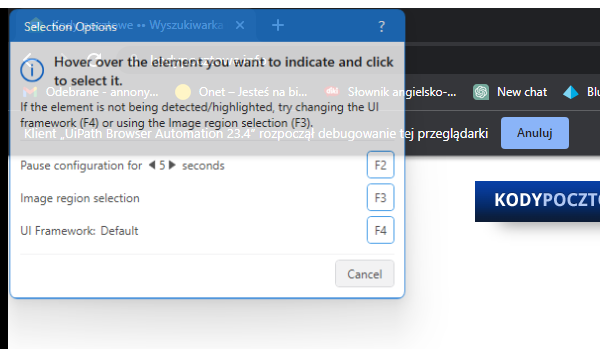 Selection Options
?
Kody pocztowe •• Wyszukiwarka
Hover over the element you want to indicate and click
to select it.
Odebrane - annony...
Onet – Jesteś na bi...
Słownik angielsko-...
New chat
If the element is not being detected/highlighted, try changing the UI
framework (F4) or using the Image region selection (F3).
Klient „UiPath Browser Automation 23.4” rozpoczął debugowanie tej przeglądarki
Anuluj
Pause configuration for 5 seconds
F2
Image region selection
F3
UI Framework: Default
F4
Cancel
KODYPOCZTO